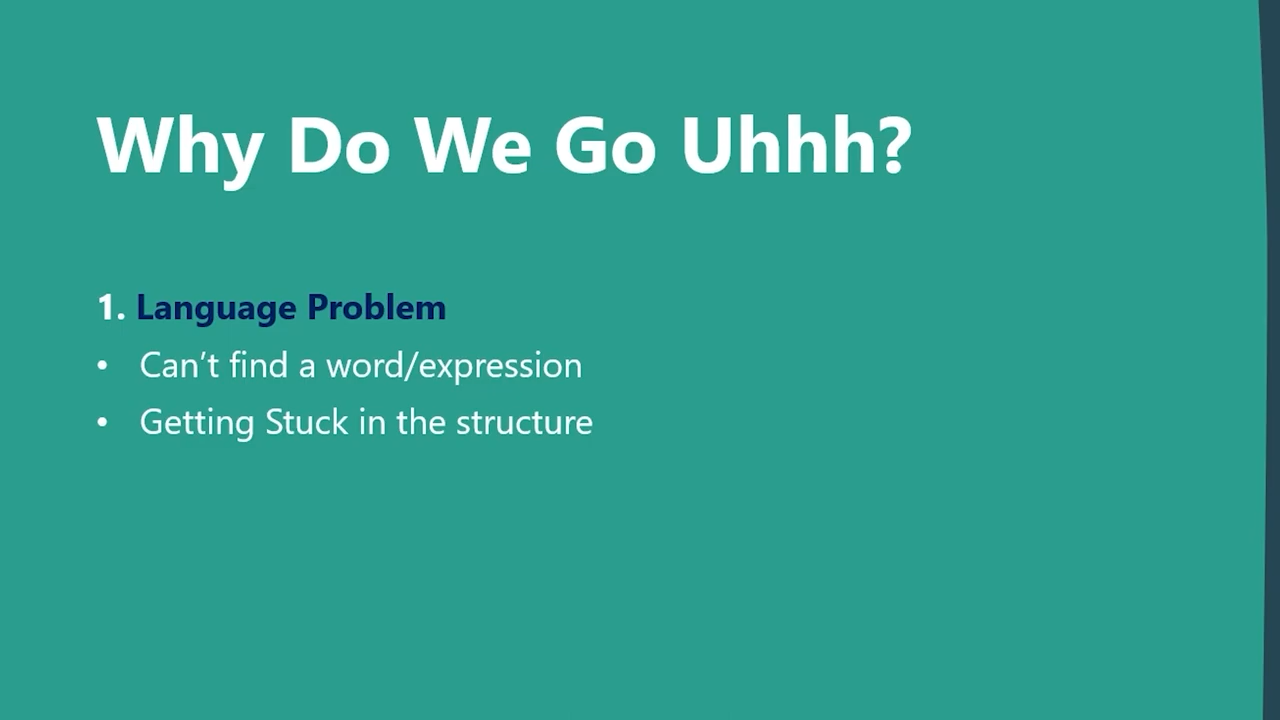 Why Do We Go Uhhh?
1. Language Problem
• Can’t find a word/expression
• Getting Stuck in the structure